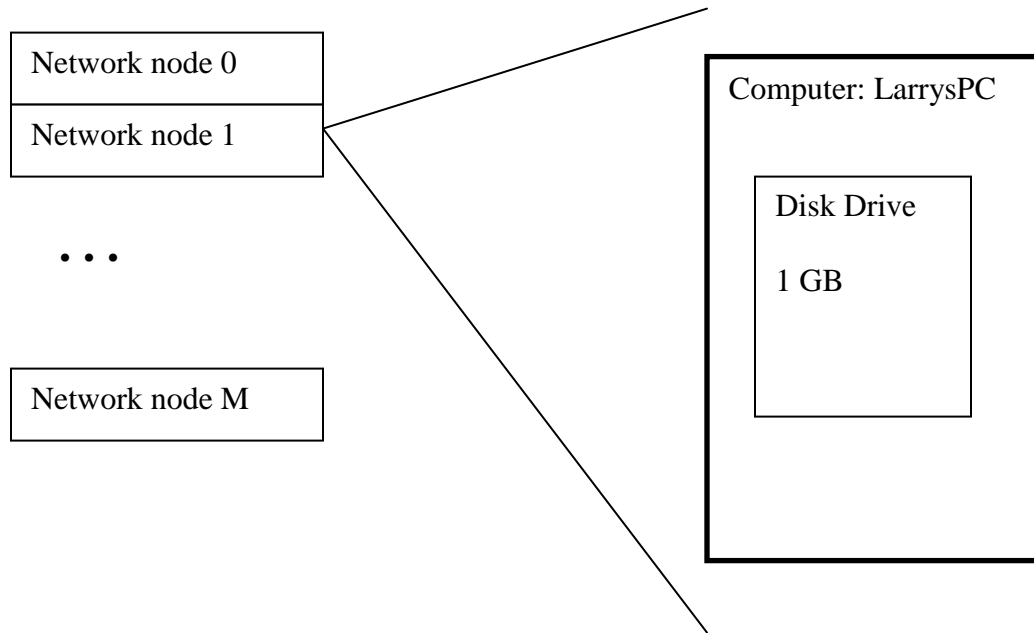 Network node 0
Network node 1
...
Network node M
Computer: LarrysPC
Disk Drive
1 GB